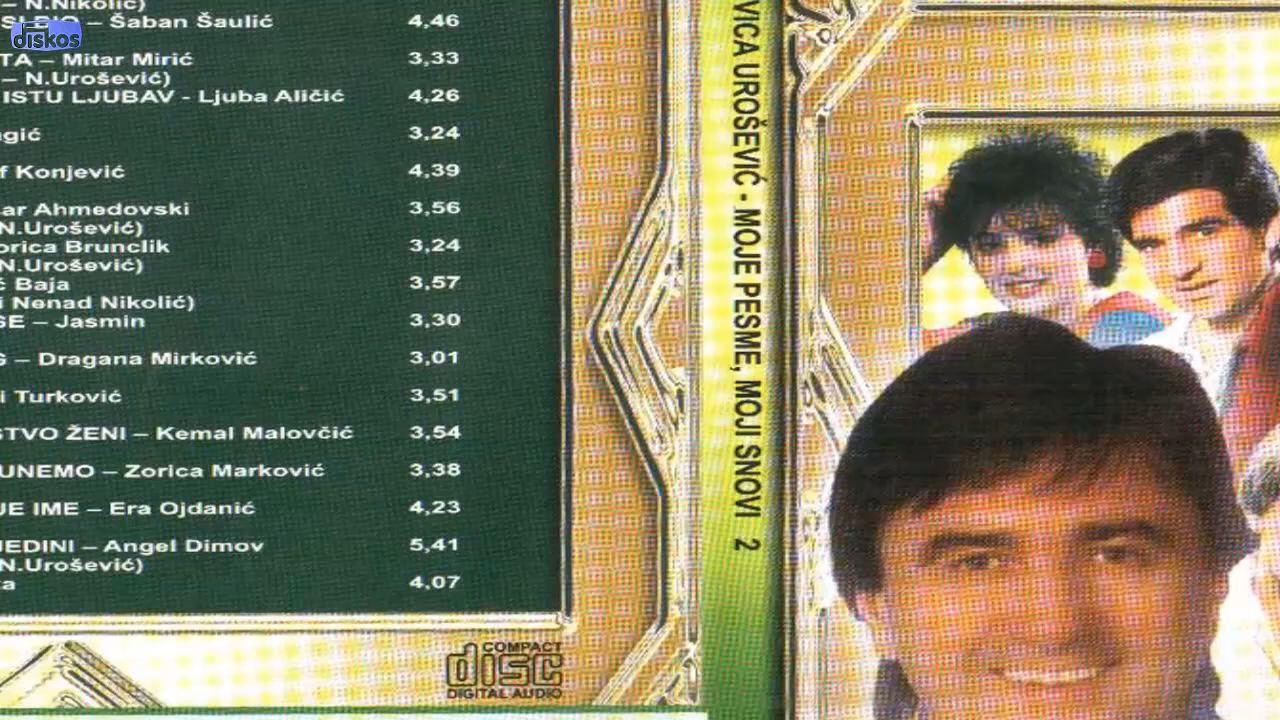 – N.Nikolić)
– Šaban Šaulić 4,46
diskos
TA – Mitar Mirić 3,33
– N.Urošević)
ISTU LJUBAV - Ljuba Aličić 4,26
agić 3,24
f Konjević 4,39
ar Ahmedovski 3,56
N.Urošević)
orica Brunclik 3,24
N.Urošević)
ć Baja 3,57
i Nenad Nikolić)
SE – Jasmin 3,30
G – Dragana Mirković 3,01
i Turković 3,51
STVO ŽENI – Kemal Malovčić 3,54
UNEMO – Zorica Marković 3,38
JE IME – Era Ojdanić 4,23
JEDINI – Angel Dimov 5,41
N.Urošević)
ka 4,07
COMPACT
disc
DIGITAL AUDIO
VICA UROŠEVIĆ - MOJE PESME, MOJI SNOVI 2